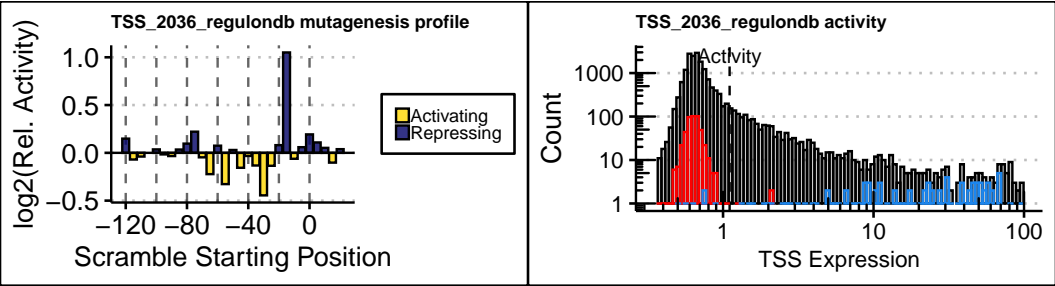 TSS_2036_regulondb mutagenesis profile
log2(Rel. Activity)
1.0
0.5
0.0
−0.5
−120 −80 −40 0
Scramble Starting Position
Activating
Repressing
TSS_2036_regulondb activity
Activity
Count
1000
100
10
1
1 10 100
TSS Expression